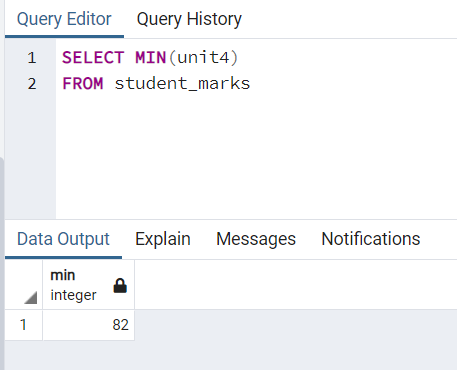 Query Editor Query History
1 SELECT MIN(unit4)
2 FROM student_marks
Data Output Explain Messages Notifications
min
integer
1 82